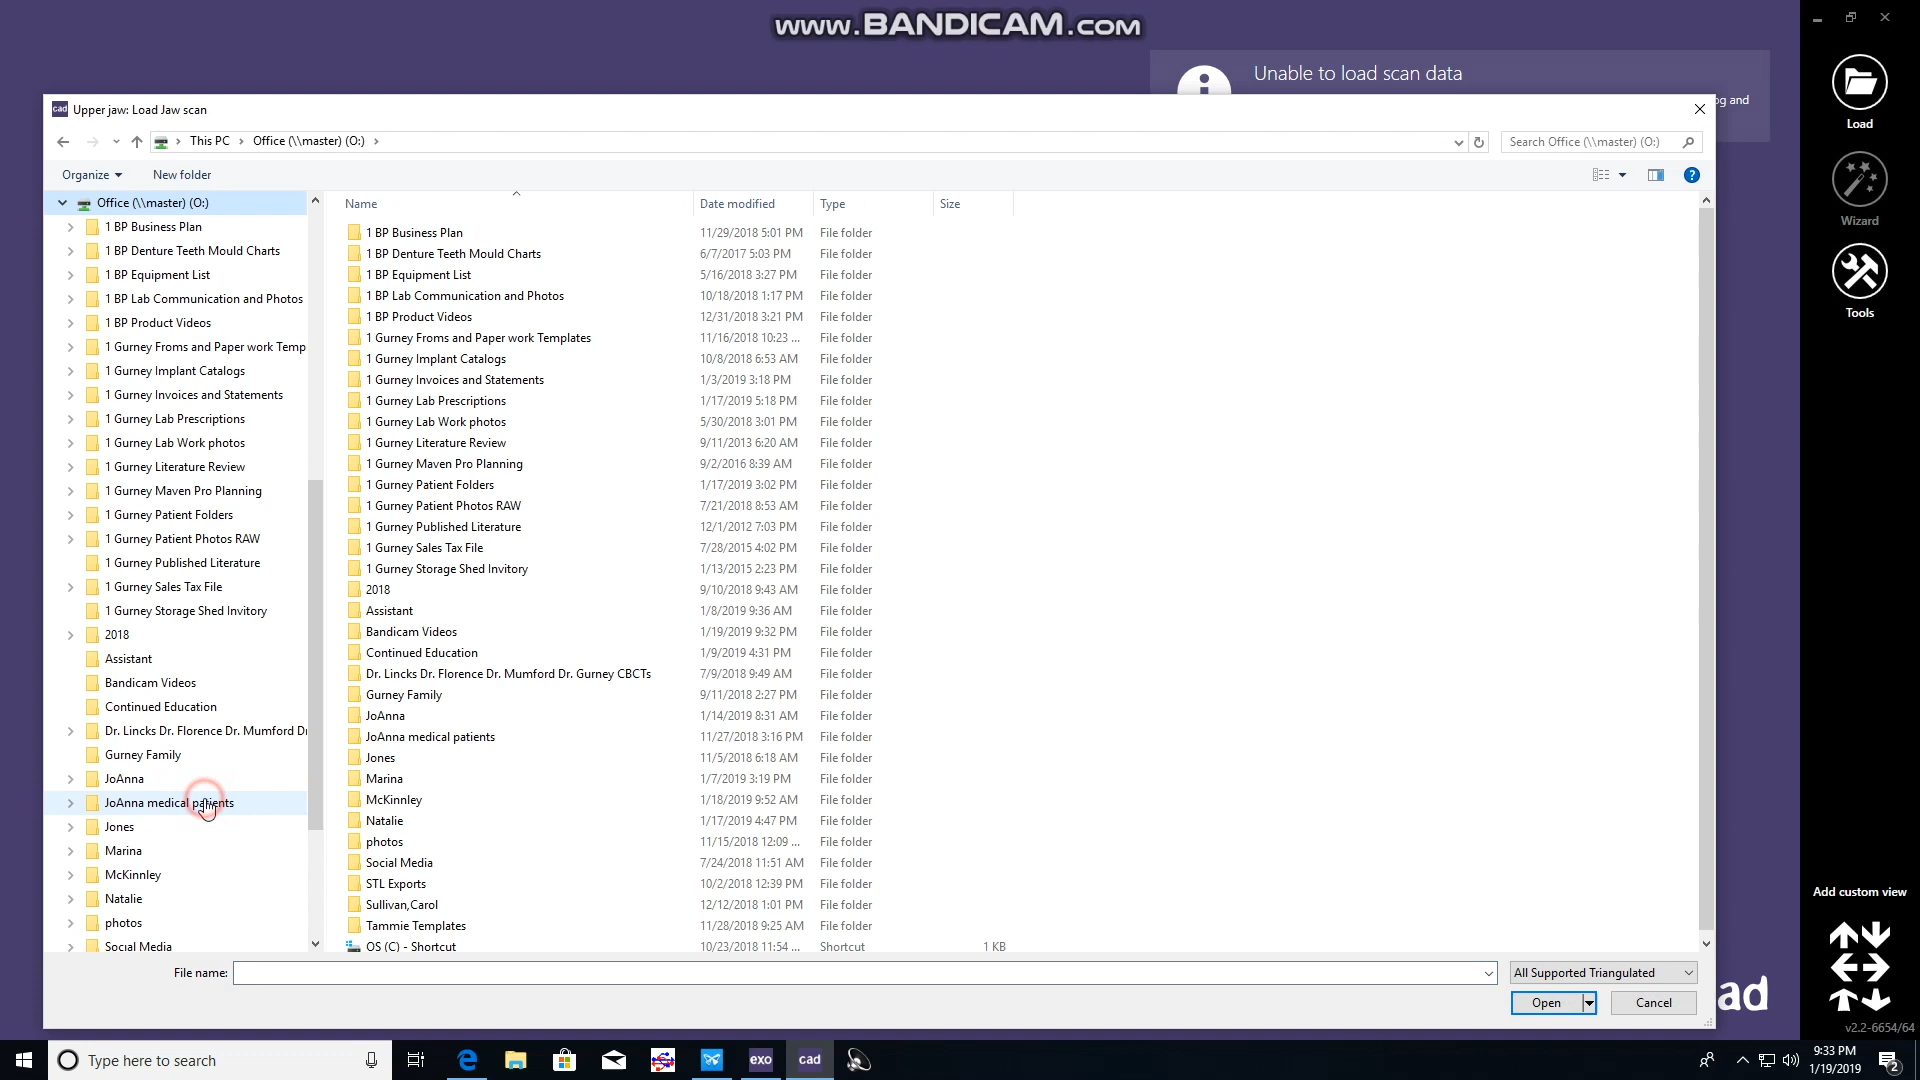 www.BANDICAM.com
Unable to load scan data
og and
cad Upper jaw: Load Jaw scan
This PC Office (\\master) (O:)
Search Office (\\master) (O:)
Organize New folder
Office (\\master) (O:)
1 BP Business Plan
1 BP Denture Teeth Mould Charts
1 BP Equipment List
1 BP Lab Communication and Photos
1 BP Product Videos
1 Gurney Froms and Paper work Temp
1 Gurney Implant Catalogs
1 Gurney Invoices and Statements
1 Gurney Lab Prescriptions
1 Gurney Lab Work photos
1 Gurney Literature Review
1 Gurney Maven Pro Planning
1 Gurney Patient Folders
1 Gurney Patient Photos RAW
1 Gurney Published Literature
1 Gurney Sales Tax File
1 Gurney Storage Shed Invitory
2018
Assistant
Bandicam Videos
Continued Education
Dr. Lincks Dr. Florence Dr. Mumford Dr
Gurney Family
JoAnna
JoAnna medical patients
Jones
Marina
McKinnley
Natalie
photos
Social Media
Name Date modified Type Size
1 BP Business Plan 11/29/2018 5:01 PM File folder
1 BP Denture Teeth Mould Charts 6/7/2017 5:03 PM File folder
1 BP Equipment List 5/16/2018 3:27 PM File folder
1 BP Lab Communication and Photos 10/18/2018 1:17 PM File folder
1 BP Product Videos 12/31/2018 3:21 PM File folder
1 Gurney Froms and Paper work Templates 11/16/2018 10:23 ... File folder
1 Gurney Implant Catalogs 10/8/2018 6:53 AM File folder
1 Gurney Invoices and Statements 1/3/2019 3:18 PM File folder
1 Gurney Lab Prescriptions 1/17/2019 5:18 PM File folder
1 Gurney Lab Work photos 5/30/2018 3:01 PM File folder
1 Gurney Literature Review 9/11/2013 6:20 AM File folder
1 Gurney Maven Pro Planning 9/2/2016 8:39 AM File folder
1 Gurney Patient Folders 1/17/2019 3:02 PM File folder
1 Gurney Patient Photos RAW 7/21/2018 8:53 AM File folder
1 Gurney Published Literature 12/1/2012 7:03 PM File folder
1 Gurney Sales Tax File 7/28/2015 4:02 PM File folder
1 Gurney Storage Shed Invitory 1/13/2015 2:23 PM File folder
2018 9/10/2018 9:43 AM File folder
Assistant 1/8/2019 9:36 AM File folder
Bandicam Videos 1/19/2019 9:32 PM File folder
Continued Education 1/9/2019 4:31 PM File folder
Dr. Lincks Dr. Florence Dr. Mumford Dr. Gurney CBCTs 7/9/2018 9:49 AM File folder
Gurney Family 9/11/2018 2:27 PM File folder
JoAnna 1/14/2019 8:31 AM File folder
JoAnna medical patients 11/27/2018 3:16 PM File folder
Jones 11/5/2018 6:18 AM File folder
Marina 1/7/2019 3:19 PM File folder
McKinnley 1/18/2019 9:52 AM File folder
Natalie 1/17/2019 4:47 PM File folder
photos 11/15/2018 12:09 ... File folder
Social Media 7/24/2018 11:51 AM File folder
STL Exports 10/2/2018 12:39 PM File folder
Sullivan,Carol 12/12/2018 1:01 PM File folder
Tammie Templates 11/28/2018 9:25 AM File folder
OS (C) - Shortcut 10/23/2018 11:54 ... Shortcut 1 KB
File name:
All Supported Triangulated
Open Cancel
Load
Wizard
Tools
Add custom view
ad
v2.2-6654/64
Type here to search
exo cad
9:33 PM
1/19/2019
2